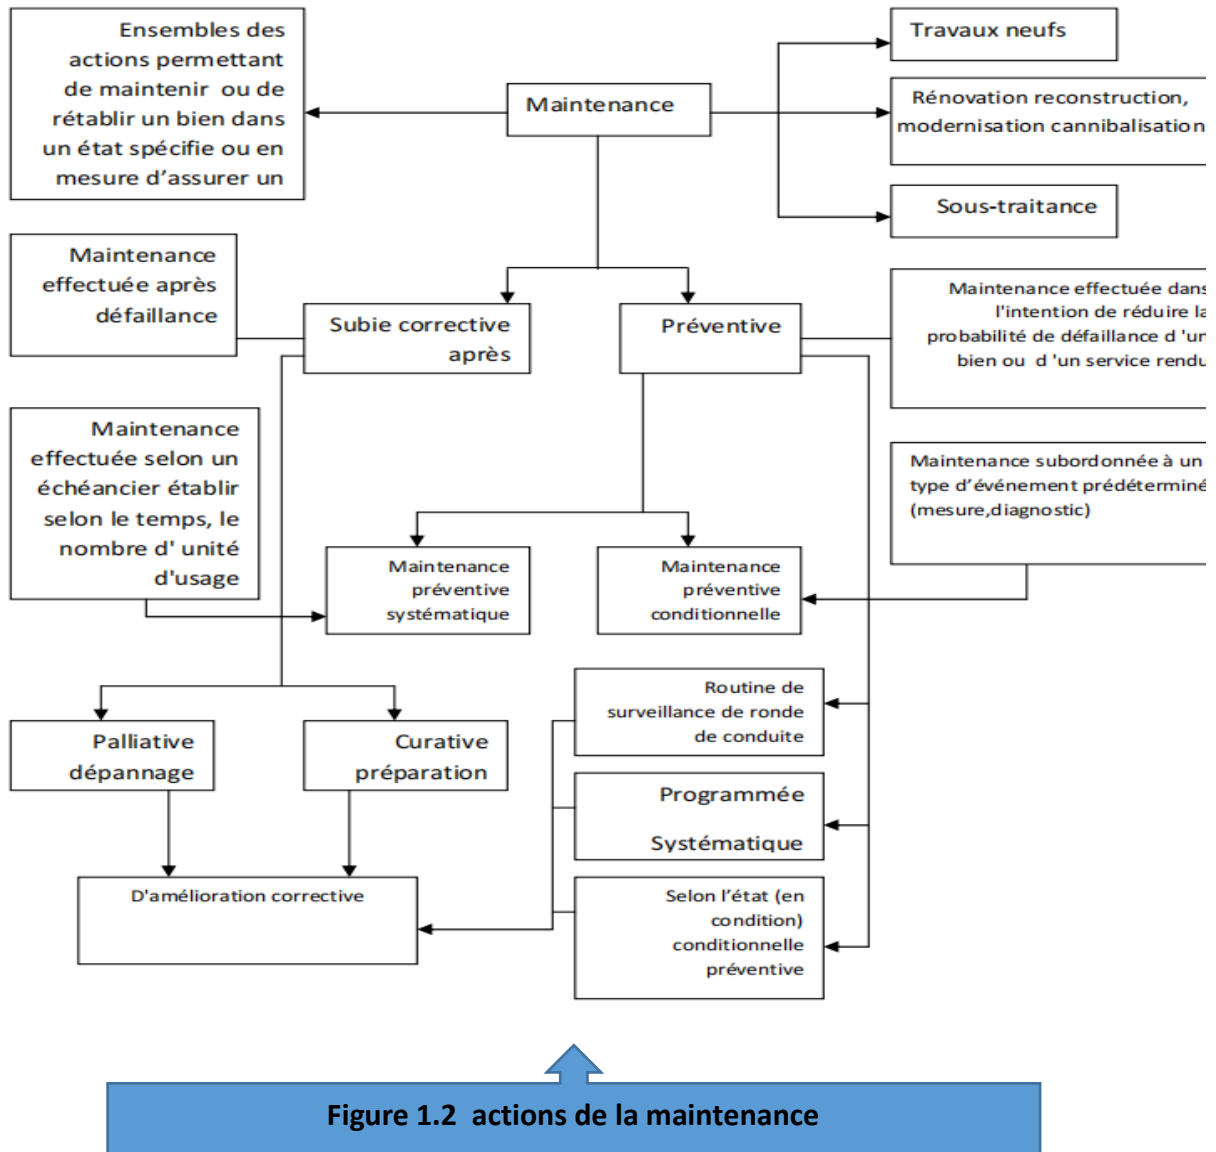 Ensembles des
actions permettant
de maintenir ou de
rétablir un bien dans
un état spécifie ou en
mesure d’assurer un
Maintenance
Travaux neufs
Rénovation reconstruction,
modernisation cannibalisation
Sous-traitance
Maintenance
effectuée après
défaillance
Subie corrective
après
Préventive
Maintenance effectuée dans
l'intention de réduire la
probabilité de défaillance d 'un
bien ou d 'un service rendu
Maintenance
effectuée selon un
échéancier établir
selon le temps, le
nombre d' unité
d'usage
Maintenance subordonnée à un
type d’événement prédéterminé
(mesure,diagnostic)
Maintenance
préventive
systématique
Maintenance
préventive
conditionnelle
Routine de
surveillance de ronde
de conduite
Palliative
dépannage
Curative
préparation
Programmée
Systématique
D'amélioration corrective
Selon l’état (en
condition)
conditionnelle
préventive
Figure 1.2 actions de la maintenance